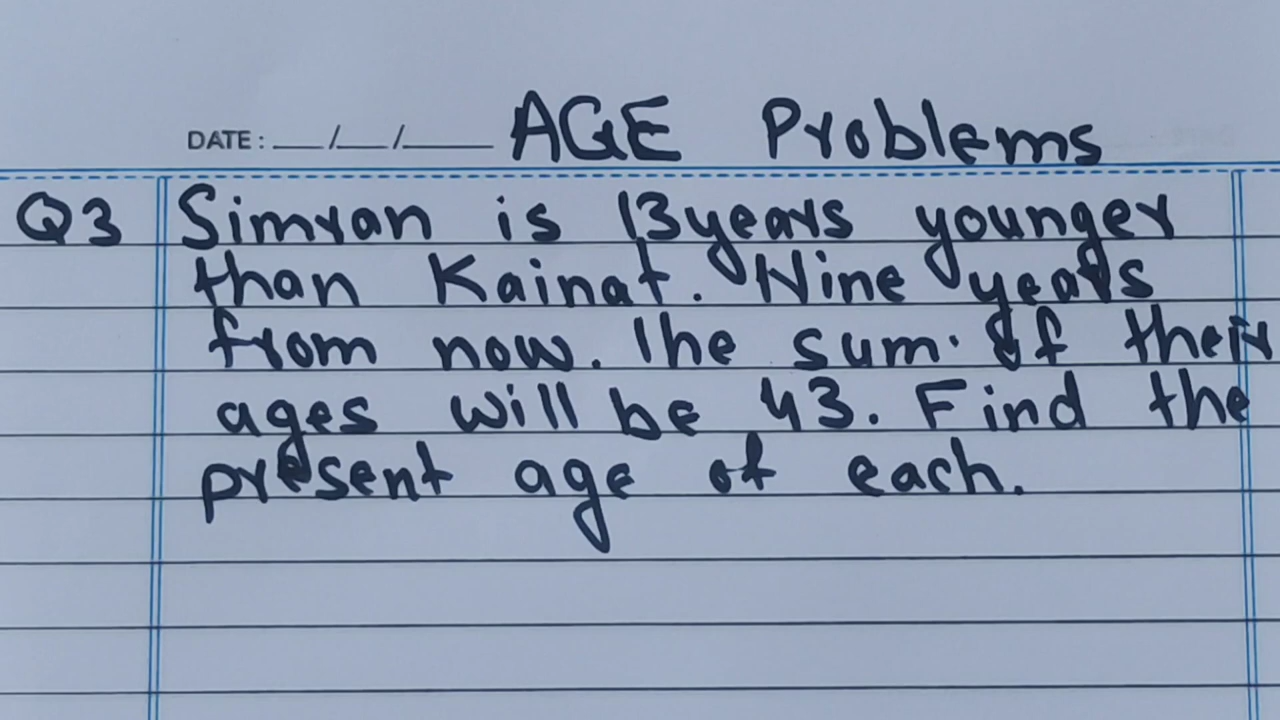 DATE: __/__/____ AGE Problems
Q3 Simran is 13years younger
than Kainat. Nine years
from now. The sum. of their
ages will be 43. Find the
present age of each.